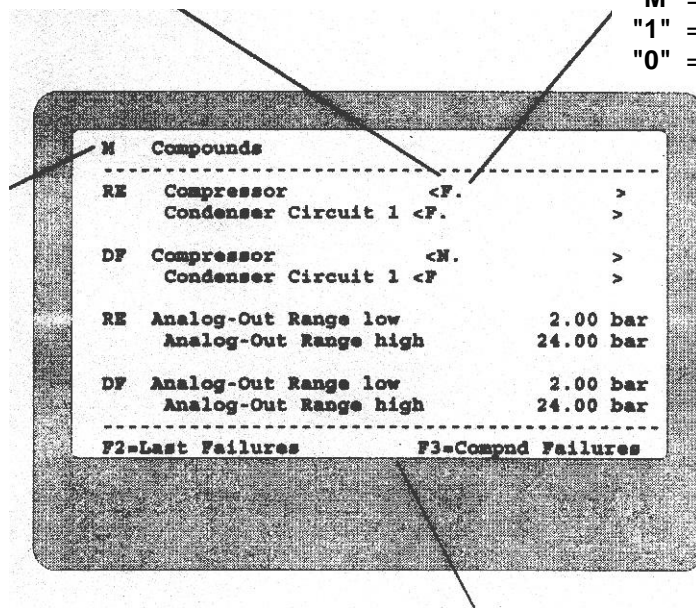 "M" =
"1" =
"0" =
M Compounds
RE Compressor <F. >
Condenser Circuit 1 <F. >
DF Compressor <M. >
Condenser Circuit 1 <F >
RE Analog-Out Range low 2.00 bar
Analog-Out Range high 24.00 bar
DF Analog-Out Range low 2.00 bar
Analog-Out Range high 24.00 bar
F2=Last Failures F3=Compnd Failures